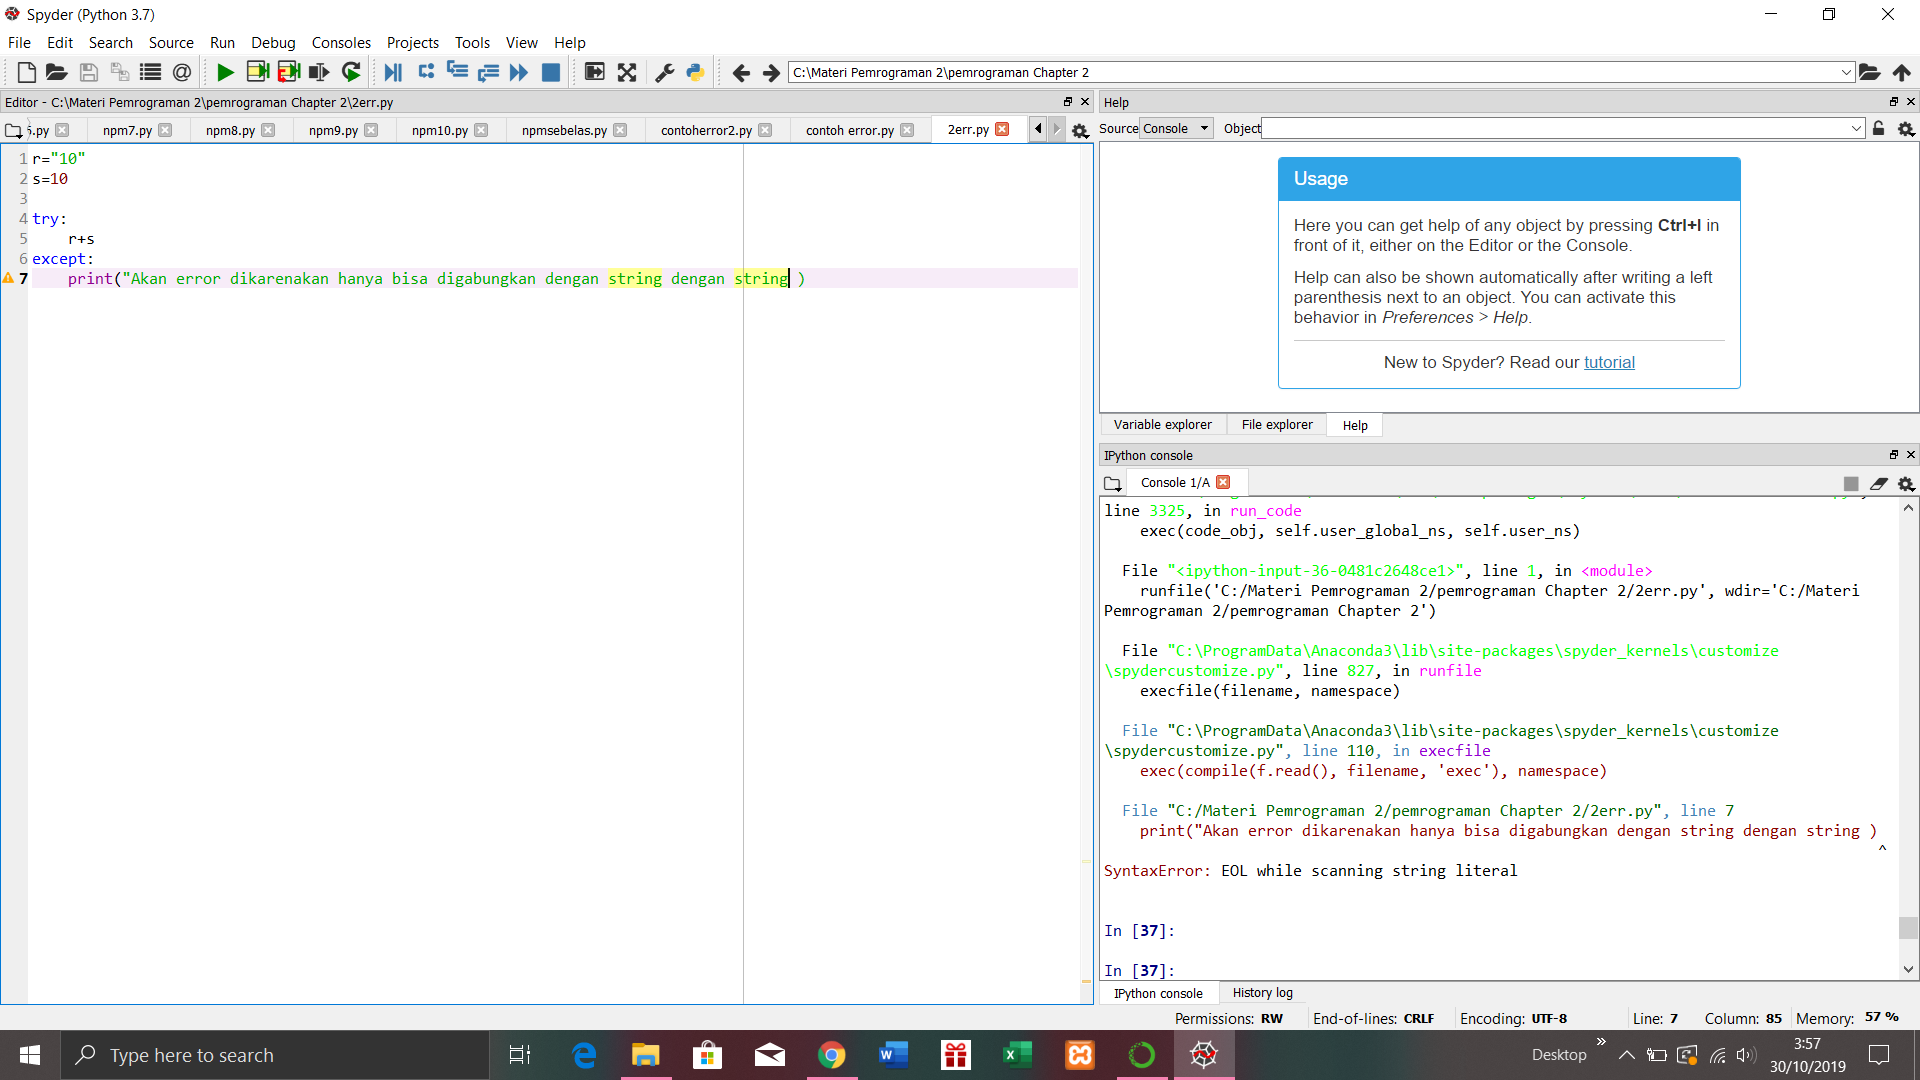 Spyder (Python 3.7)
File Edit Search Source Run Debug Consoles Projects Tools View Help
C:\Materi Pemrograman 2\pemrograman Chapter 2
Editor - C:\Materi Pemrograman 2\pemrograman Chapter 2\2err.py
.py npm7.py npm8.py npm9.py npm10.py npmsebelas.py contoherror2.py contoh error.py 2err.py
1 r="10"
2 s=10
3
4 try:
5 r+s
6 except:
7 print("Akan error dikarenakan hanya bisa digabungkan dengan string dengan string )
Help
Source Console Object
Usage
Here you can get help of any object by pressing Ctrl+I in
front of it, either on the Editor or the Console.
Help can also be shown automatically after writing a left
parenthesis next to an object. You can activate this
behavior in Preferences > Help.
New to Spyder? Read our tutorial
Variable explorer File explorer Help
IPython console
Console 1/A
line 3325, in run_code
exec(code_obj, self.user_global_ns, self.user_ns)
File "<ipython-input-36-0481c2648ce1>", line 1, in <module>
runfile('C:/Materi Pemrograman 2/pemrograman Chapter 2/2err.py', wdir='C:/Materi
Pemrograman 2/pemrograman Chapter 2')
File "C:\ProgramData\Anaconda3\lib\site-packages\spyder_kernels\customize
\spydercustomize.py", line 827, in runfile
execfile(filename, namespace)
File "C:\ProgramData\Anaconda3\lib\site-packages\spyder_kernels\customize
\spydercustomize.py", line 110, in execfile
exec(compile(f.read(), filename, 'exec'), namespace)
File "C:/Materi Pemrograman 2/pemrograman Chapter 2/2err.py", line 7
print("Akan error dikarenakan hanya bisa digabungkan dengan string dengan string )
^
SyntaxError: EOL while scanning string literal
In [37]:
In [37]:
IPython console History log
Permissions: RW End-of-lines: CRLF Encoding: UTF-8 Line: 7 Column: 85 Memory: 57 %
Type here to search
Desktop
3:57
30/10/2019